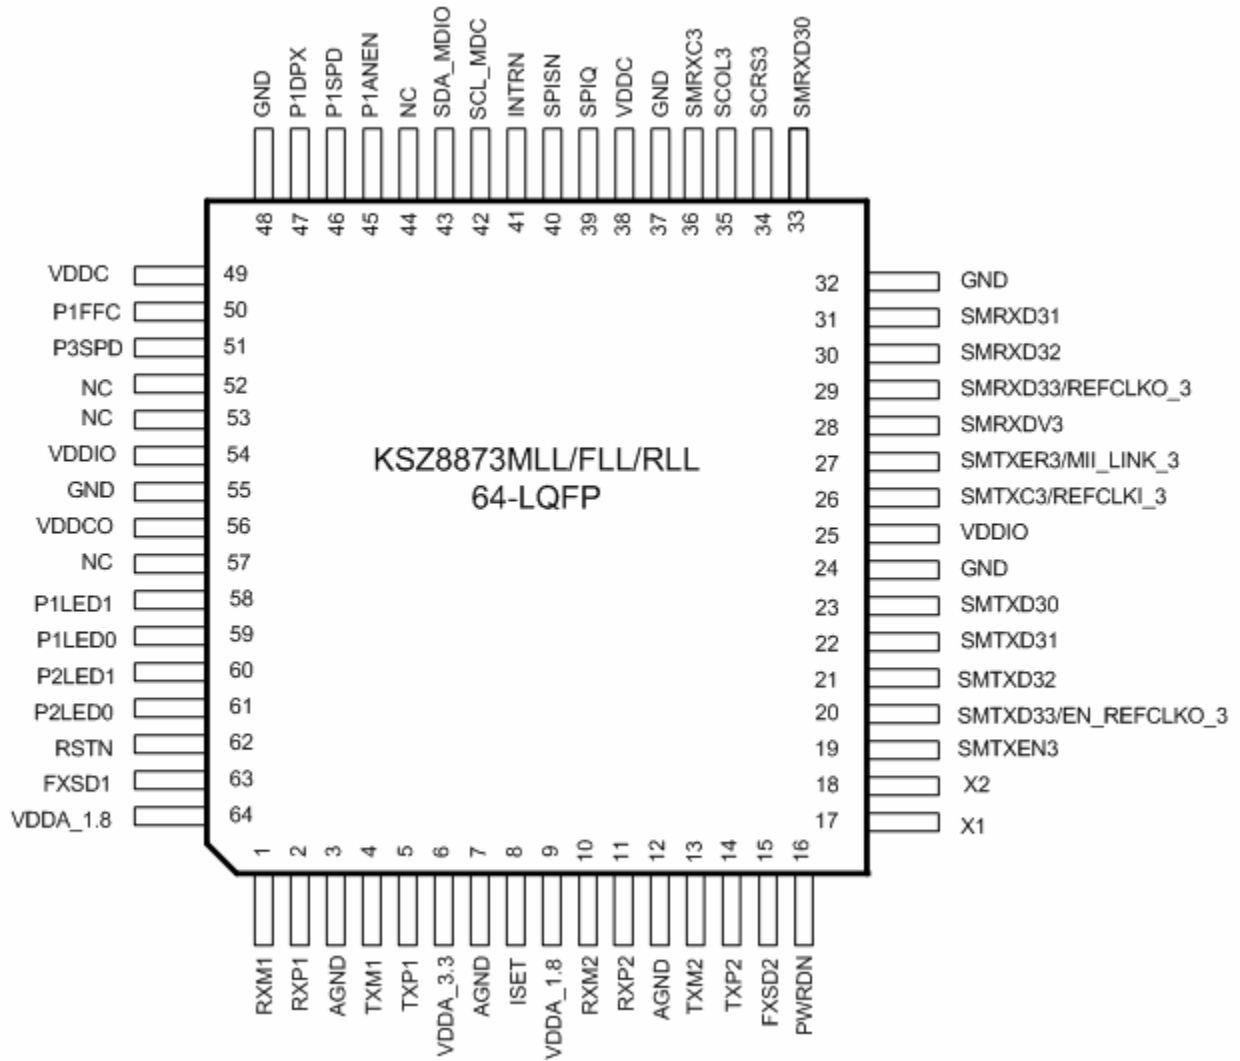 GND
P1DPX
P1SPD
P1ANEN
NC
SDA_MDIO
SCL_MDC
INTRN
SPISN
SPIQ
VDDC
GND
SMRXC3
SCOL3
SCRS3
SMRXD30
48 47 46 45 44 43 42 41 40 39 38 37 36 35 34 33
VDDC 49
P1FFC 50
P3SPD 51
NC 52
NC 53
VDDIO 54
GND 55
VDDCO 56
NC 57
P1LED1 58
P1LED0 59
P2LED1 60
P2LED0 61
RSTN 62
FXSD1 63
VDDA_1.8 64
KSZ8873MLL/FLL/RLL
64-LQFP
32 GND
31 SMRXD31
30 SMRXD32
29 SMRXD33/REFCLKO_3
28 SMRXDV3
27 SMTXER3/MII_LINK_3
26 SMTXC3/REFCLKI_3
25 VDDIO
24 GND
23 SMTXD30
22 SMTXD31
21 SMTXD32
20 SMTXD33/EN_REFCLKO_3
19 SMTXEN3
18 X2
17 X1
1 2 3 4 5 6 7 8 9 10 11 12 13 14 15 16
RXM1
RXP1
AGND
TXM1
TXP1
VDDA_3.3
AGND
ISET
VDDA_1.8
RXM2
RXP2
AGND
TXM2
TXP2
FXSD2
PWRDN